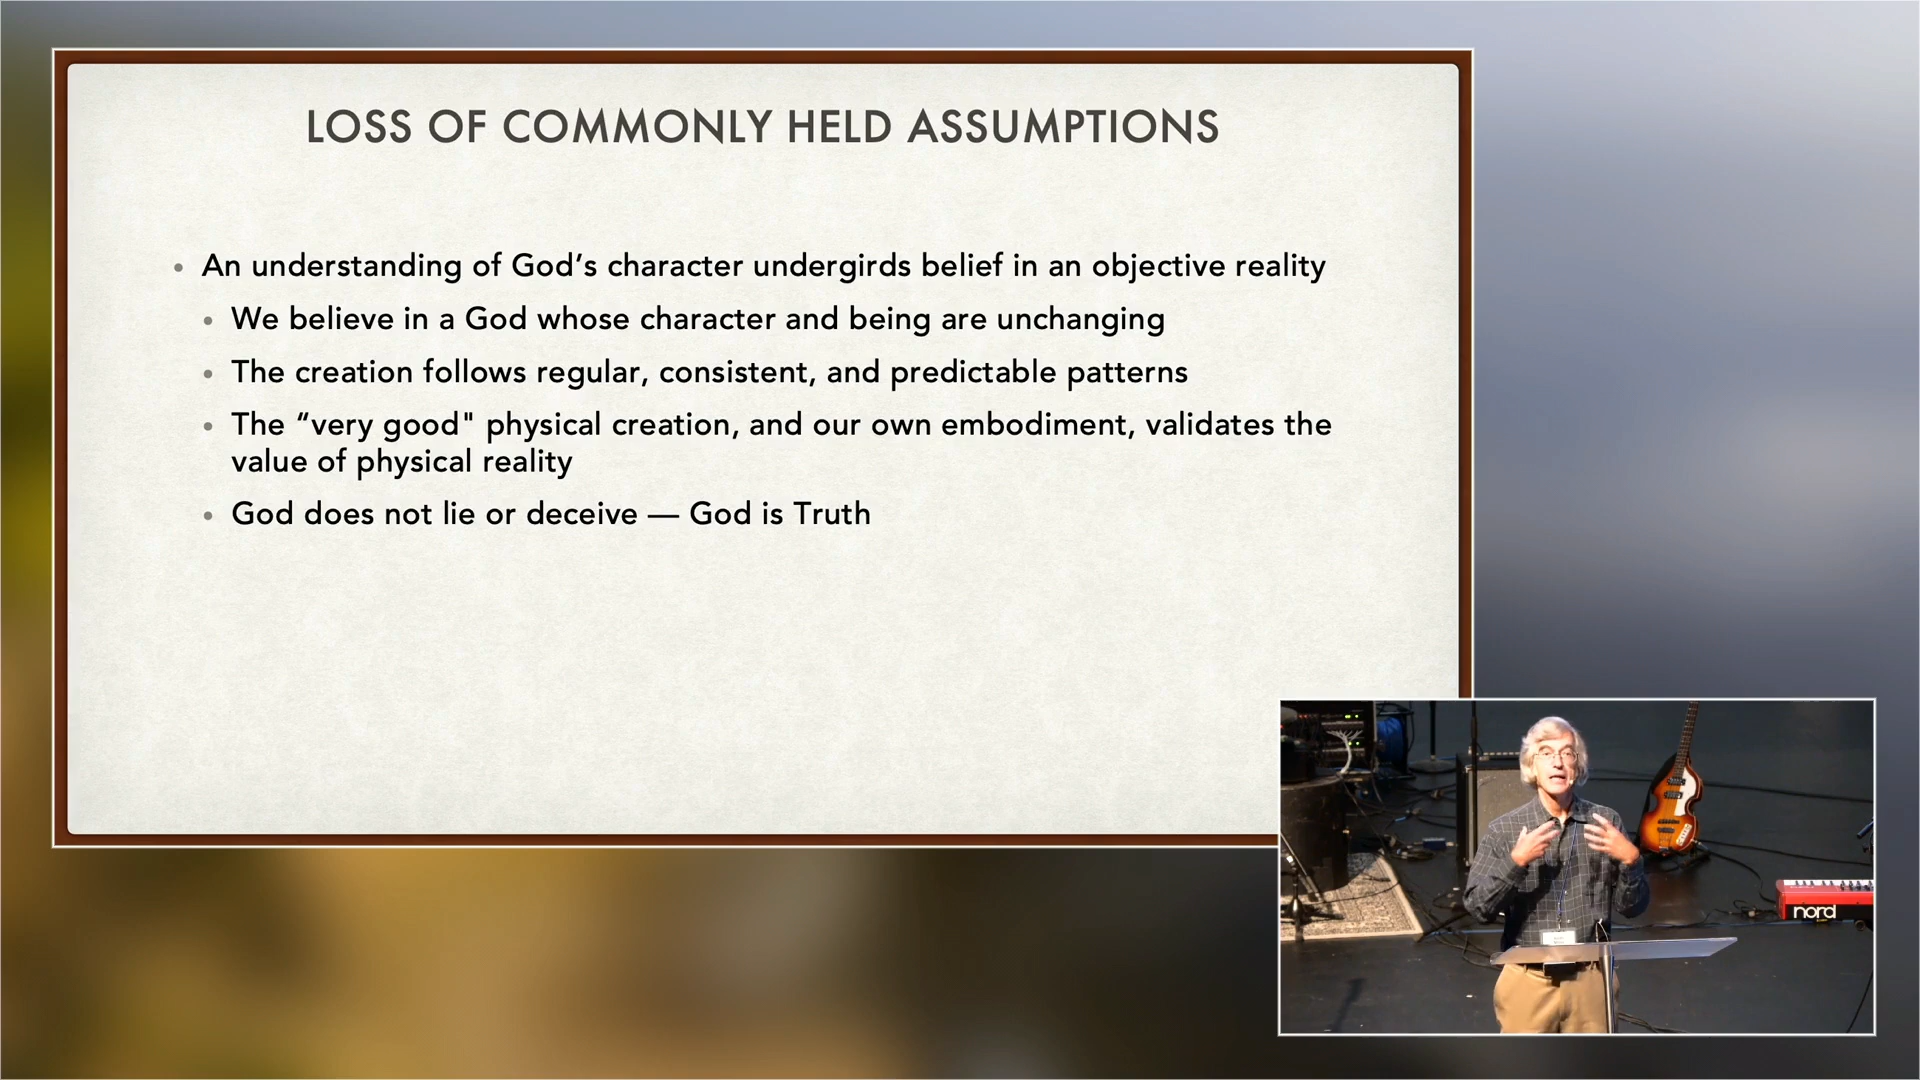 LOSS OF COMMONLY HELD ASSUMPTIONS
• An understanding of God’s character undergirds belief in an objective reality
• We believe in a God whose character and being are unchanging
• The creation follows regular, consistent, and predictable patterns
• The “very good" physical creation, and our own embodiment, validates the
value of physical reality
• God does not lie or deceive — God is Truth
nord